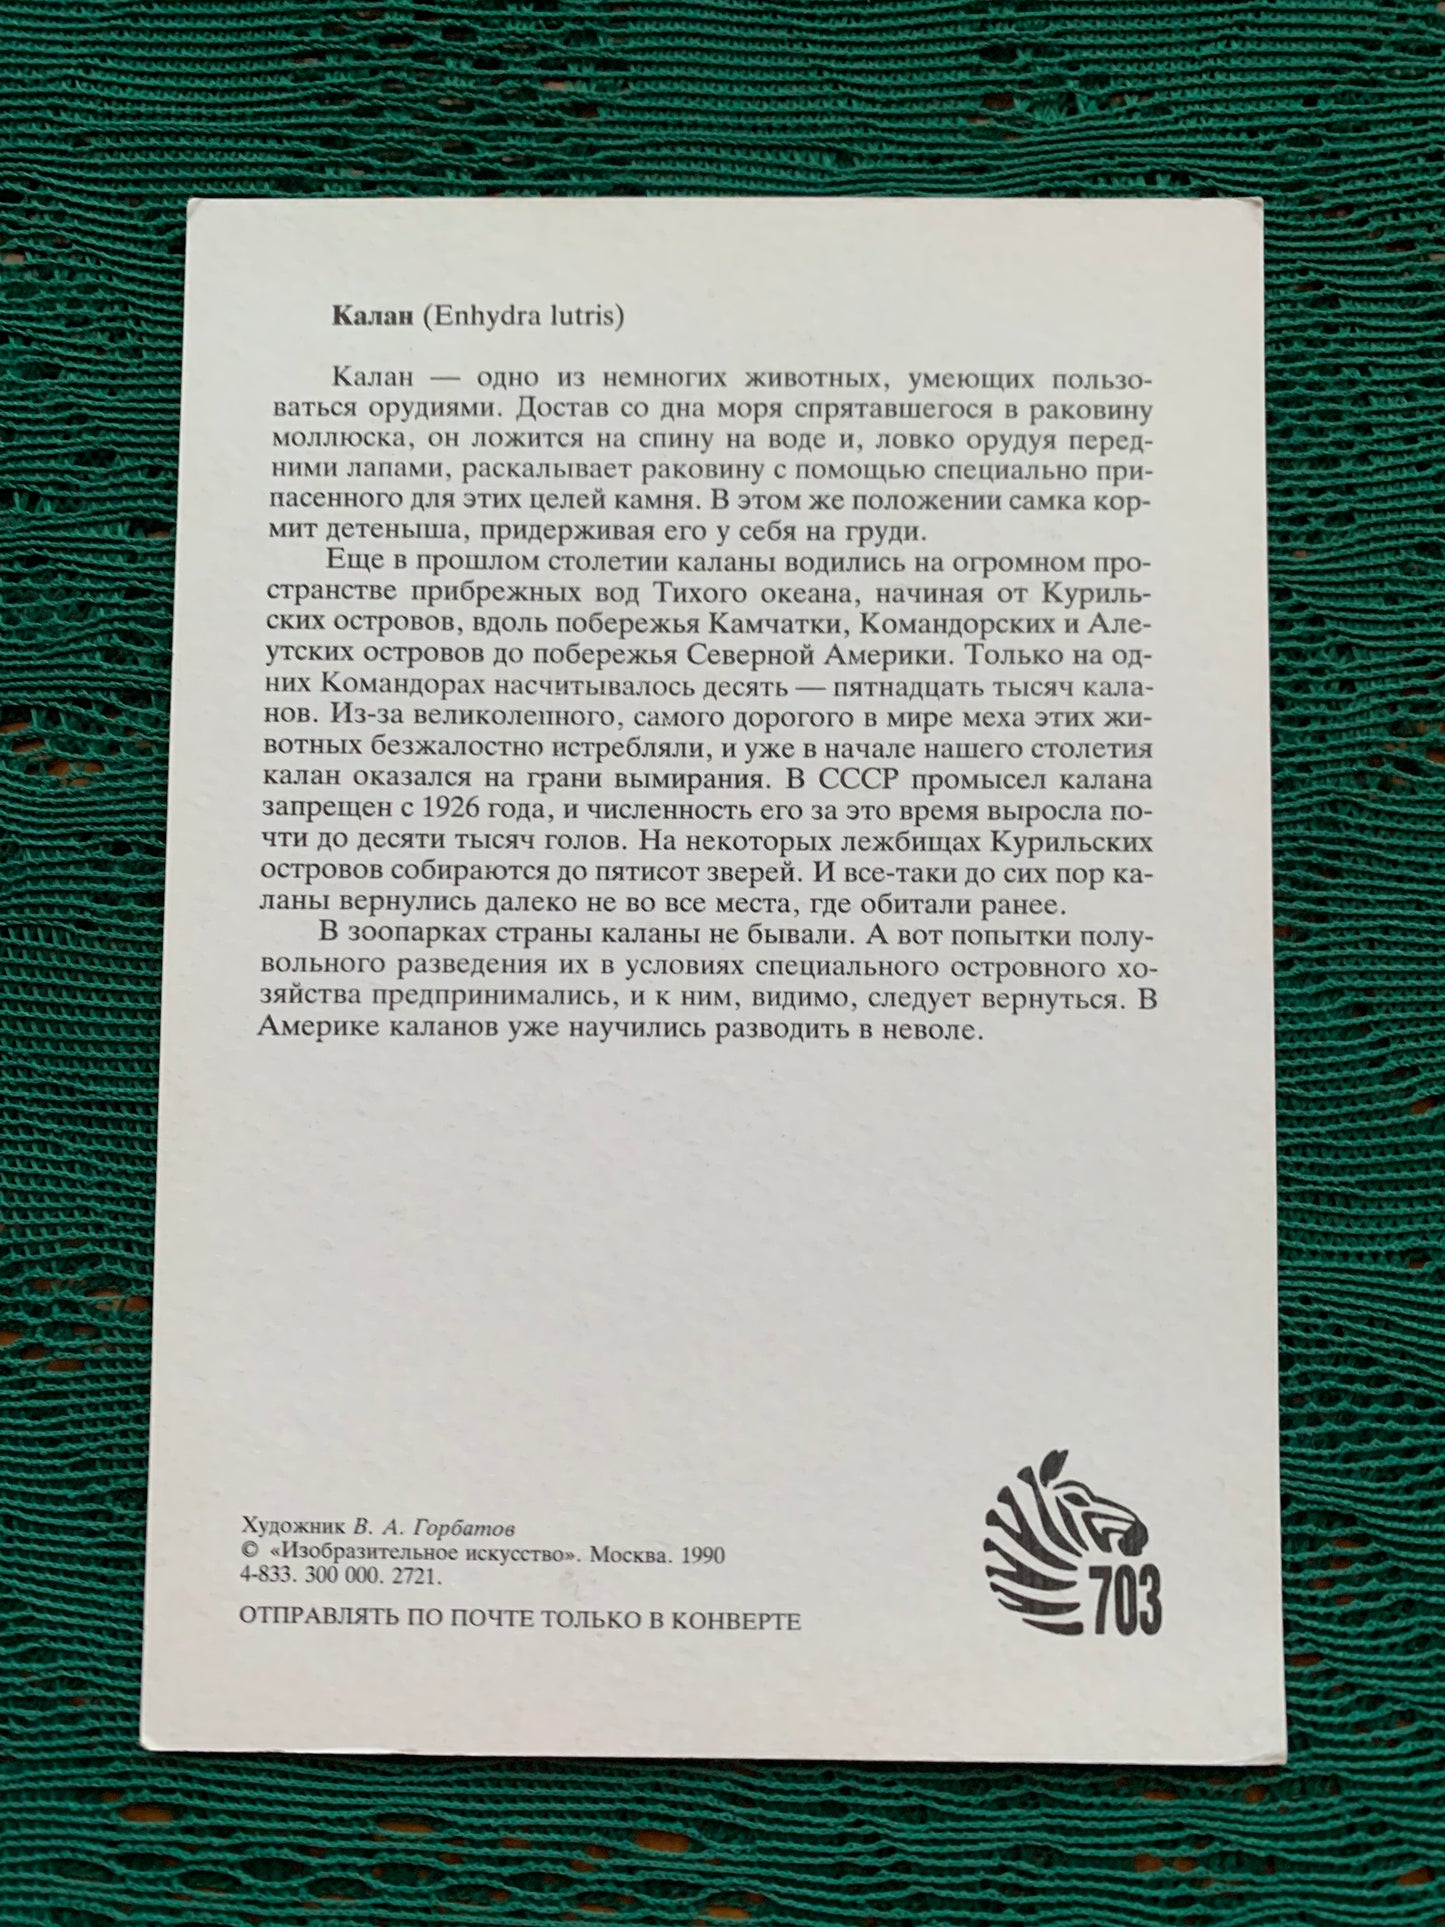 Калан (Enhydra lutris)
Калан — одно из немногих животных, умеющих пользо-
ваться орудиями. Достав со дна моря спрятавшегося в раковину
моллюска, он ложится на спину на воде и, ловко орудуя перед-
ними лапами, раскалывает раковину с помощью специально при-
пасенного для этих целей камня. В этом же положении самка кор-
мит детеныша, придерживая его у себя на груди.
Еще в прошлом столетии каланы водились на огромном про-
странстве прибрежных вод Тихого океана, начиная от Куриль-
ских островов, вдоль побережья Камчатки, Командорских и Але-
утских островов до побережья Северной Америки. Только на од-
них Командорах насчитывалось десять — пятнадцать тысяч кала-
нов. Из-за великолепного, самого дорогого в мире меха этих жи-
вотных безжалостно истребляли, и уже в начале нашего столетия
калан оказался на грани вымирания. В СССР промысел калана
запрещен с 1926 года, и численность его за это время выросла по-
чти до десяти тысяч голов. На некоторых лежбищах Курильских
островов собираются до пятисот зверей. И все-таки до сих пор ка-
ланы вернулись далеко не во все места, где обитали ранее.
В зоопарках страны каланы не бывали. А вот попытки полу-
вольного разведения их в условиях специального островного хо-
зяйства предпринимались, и к ним, видимо, следует вернуться. В
Америке каланов уже научились разводить в неволе.
Художник В. А. Горбатов
© «Изобразительное искусство». Москва. 1990
4-833. 300 000. 2721.
ОТПРАВЛЯТЬ ПО ПОЧТЕ ТОЛЬКО В КОНВЕРТЕ
703